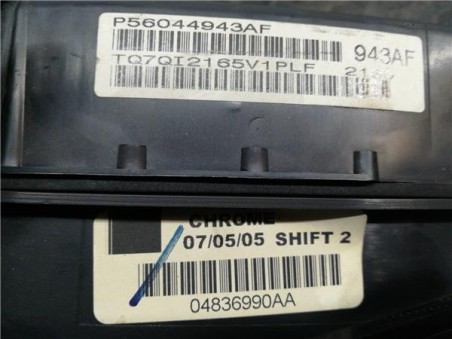 P56044943AF
943AF
TQ7QI2165V1PLF
CHROME
07/05/05 SHIFT 2
04836990AA